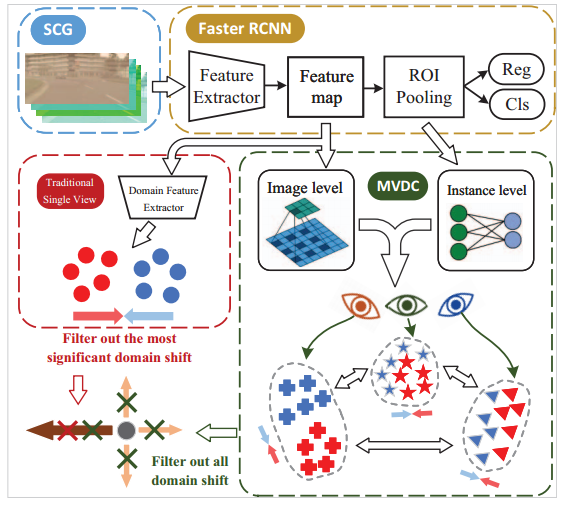 SCG
Faster RCNN
Feature
Extractor
Feature
map
ROI
Pooling
Reg
Cls
Traditional
Single View
Domain Feature
Extractor
Filter out the most
significant domain shift
MVDC
Image level
Instance level
Filter out all
domain shift